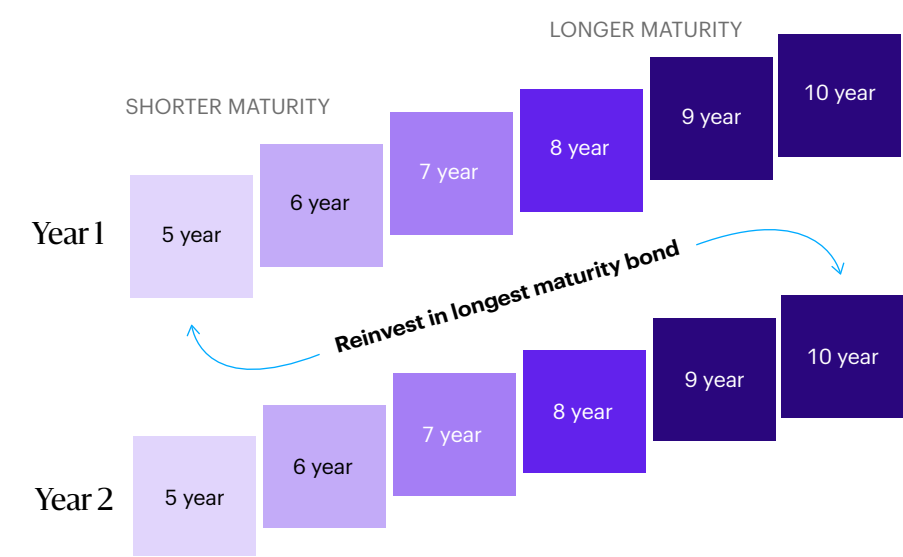 LONGER MATURITY
SHORTER MATURITY
10 year
9 year
8 year
7 year
6 year
5 year
Year 1
Reinvest in longest maturity bond
10 year
9 year
8 year
7 year
6 year
5 year
Year 2